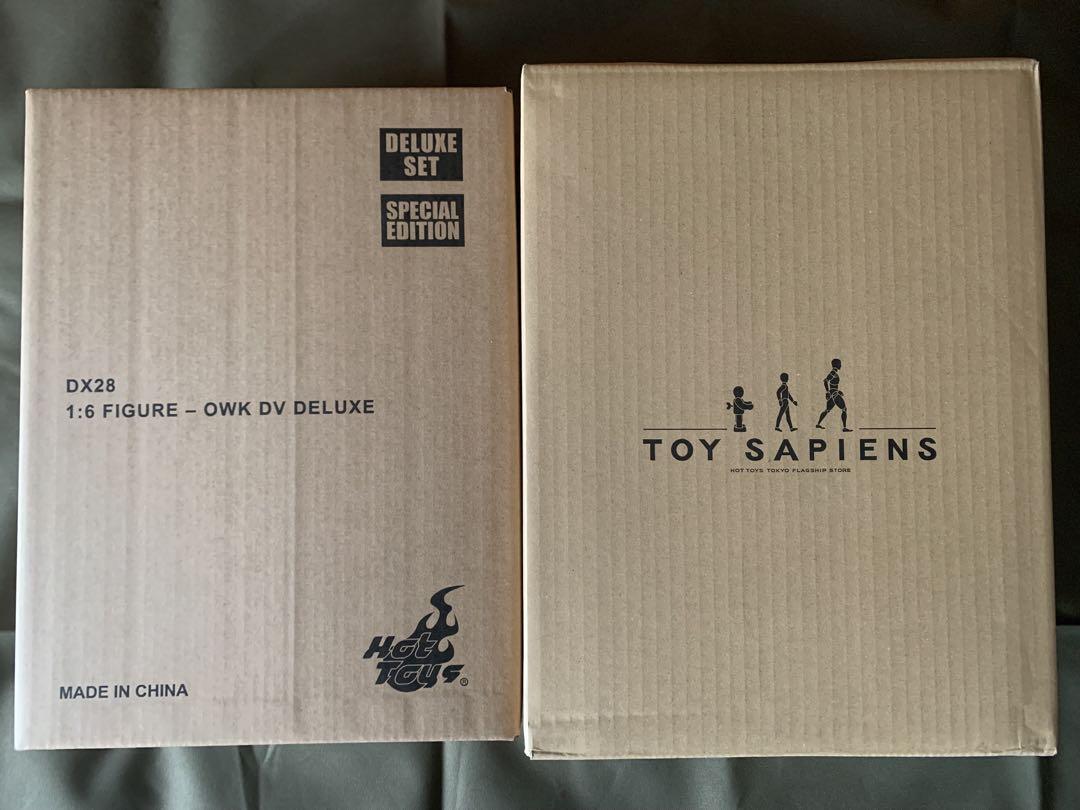 DELUXE
SET
SPECIAL
EDITION
DX28
1:6 FIGURE – OWK DV DELUXE
Hot
Toys®
MADE IN CHINA
TOY SAPIENS
HOT TOYS TOKYO FLAGSHIP STORE